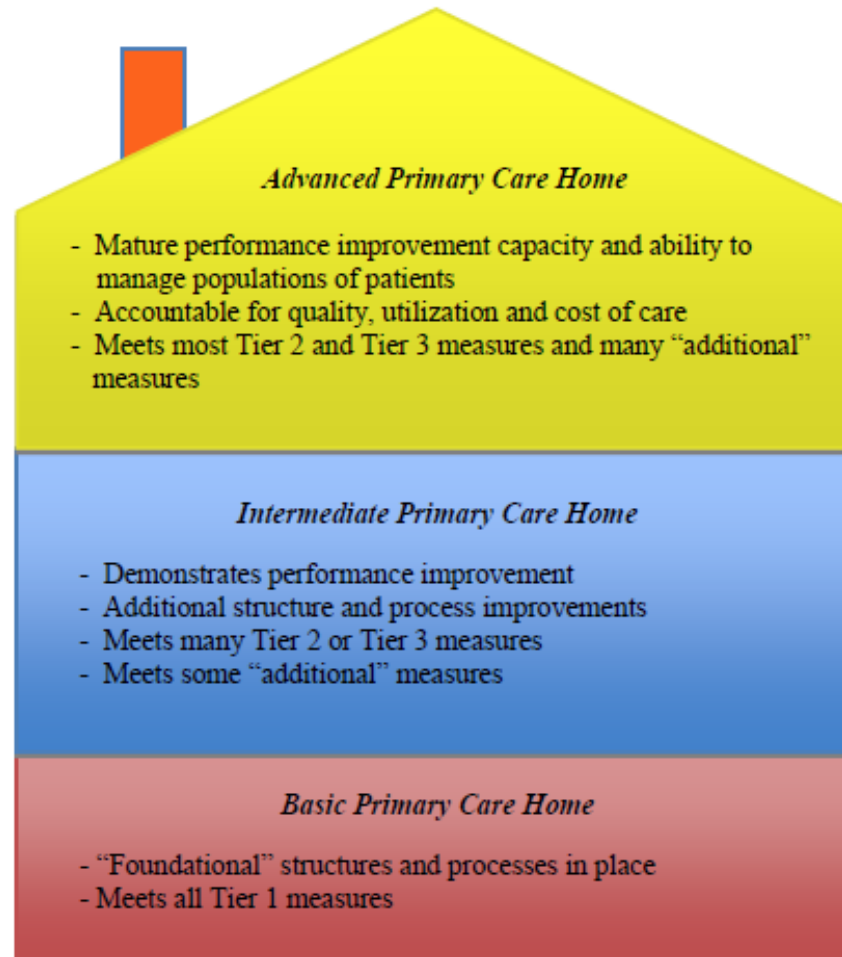 Advanced Primary Care Home
- Mature performance improvement capacity and ability to
manage populations of patients
- Accountable for quality, utilization and cost of care
- Meets most Tier 2 and Tier 3 measures and many “additional”
measures
Intermediate Primary Care Home
- Demonstrates performance improvement
- Additional structure and process improvements
- Meets many Tier 2 or Tier 3 measures
- Meets some “additional” measures
Basic Primary Care Home
- “Foundational” structures and processes in place
- Meets all Tier 1 measures